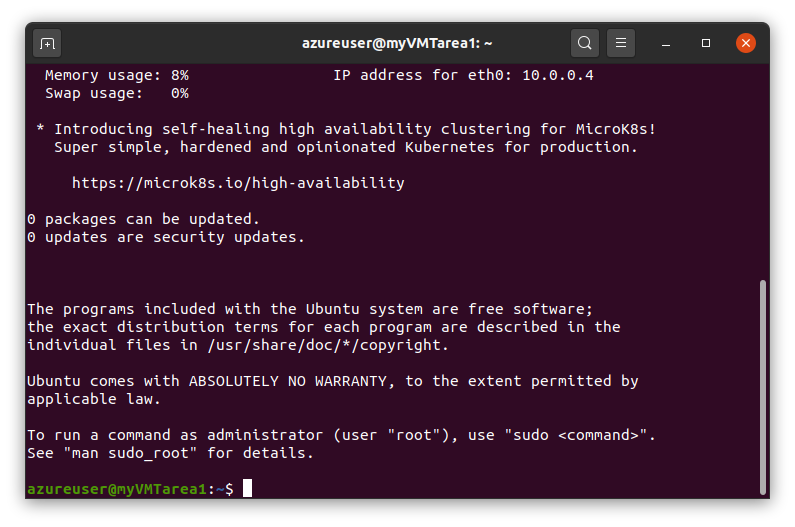 azureuser@myVMTarea1: ~
Memory usage: 8% IP address for eth0: 10.0.0.4
Swap usage: 0%
* Introducing self-healing high availability clustering for MicroK8s!
Super simple, hardened and opinionated Kubernetes for production.
https://microk8s.io/high-availability
0 packages can be updated.
0 updates are security updates.
The programs included with the Ubuntu system are free software;
the exact distribution terms for each program are described in the
individual files in /usr/share/doc/*/copyright.
Ubuntu comes with ABSOLUTELY NO WARRANTY, to the extent permitted by
applicable law.
To run a command as administrator (user "root"), use "sudo <command>".
See "man sudo_root" for details.
azureuser@myVMTarea1:~$